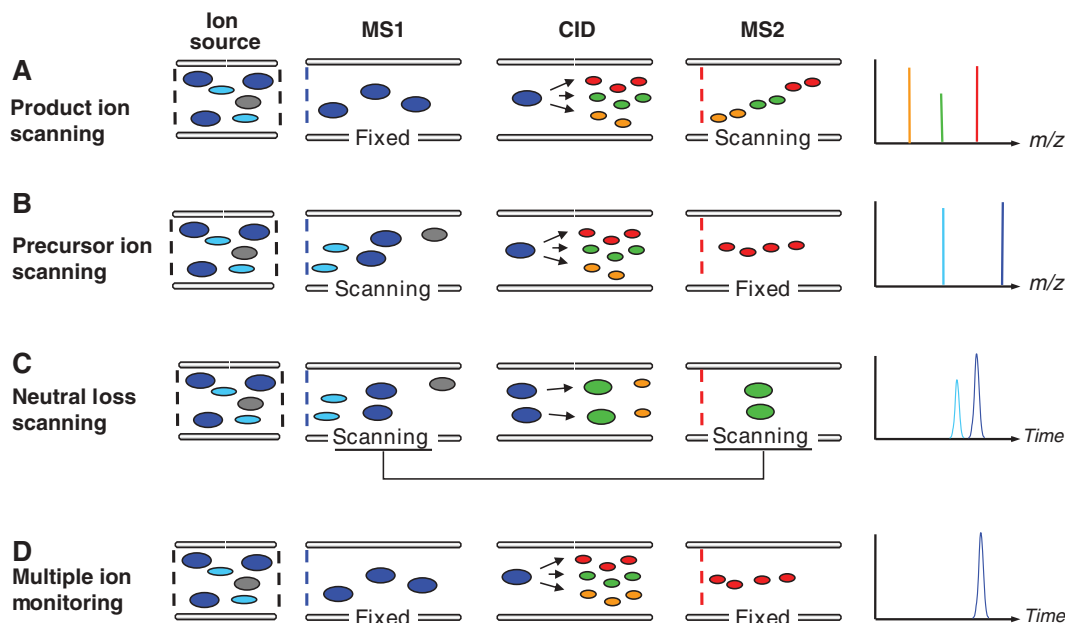 Ion
source
MS1
CID
MS2
A
Product ion
scanning
Fixed
Scanning
m/z
B
Precursor ion
scanning
Scanning
Fixed
m/z
C
Neutral loss
scanning
Scanning
Scanning
Time
D
Multiple ion
monitoring
Fixed
Fixed
Time